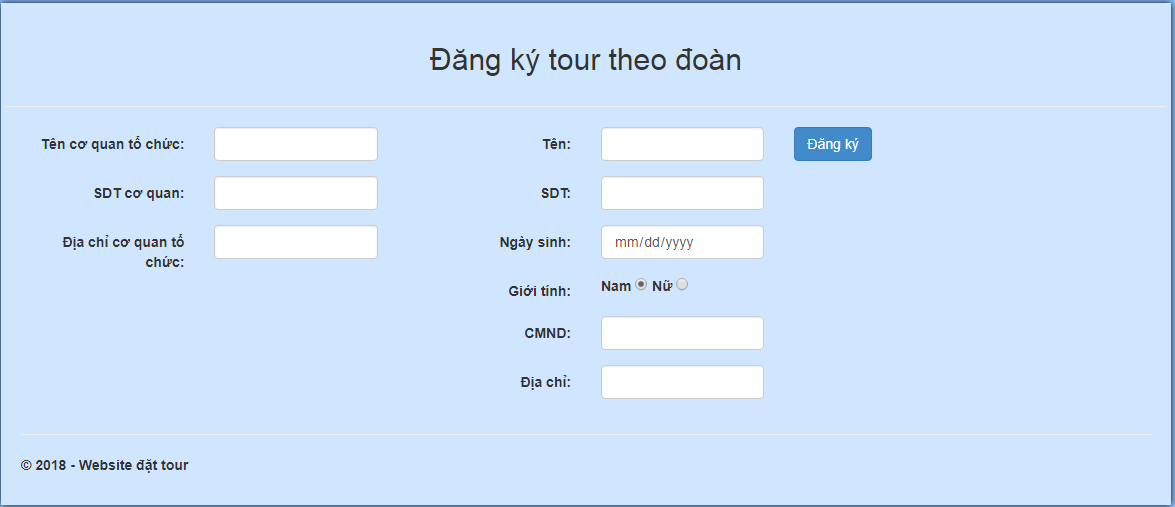 Đăng ký tour theo đoàn
Tên cơ quan tổ chức:
SDT cơ quan:
Địa chỉ cơ quan tổ
chức:
Tên:
Đăng ký
SDT:
Ngày sinh:
mm/dd/yyyy
Giới tính:
Nam Nữ
CMND:
Địa chỉ:
© 2018 - Website đặt tour